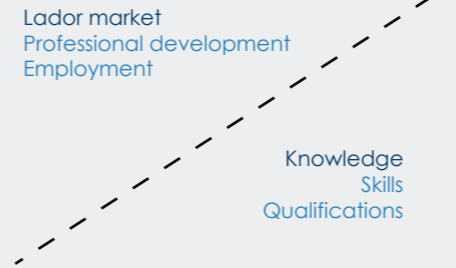 Lador market
Professional development
Employment
Knowledge
Skills
Qualifications